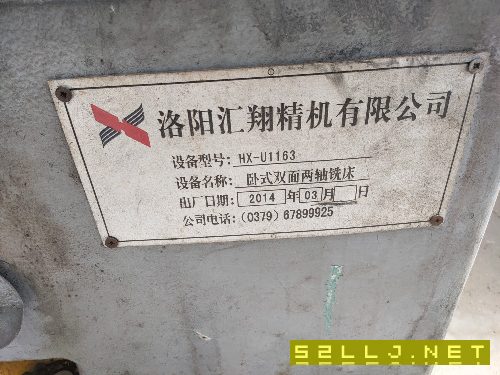 洛阳汇翔精机有限公司
设备型号: HX-U1163
设备名称: 卧式双面两轴铣床
出厂日期: 2014 年 03 月 日
公司电话: (0379) 67899925
52LLJ.NET